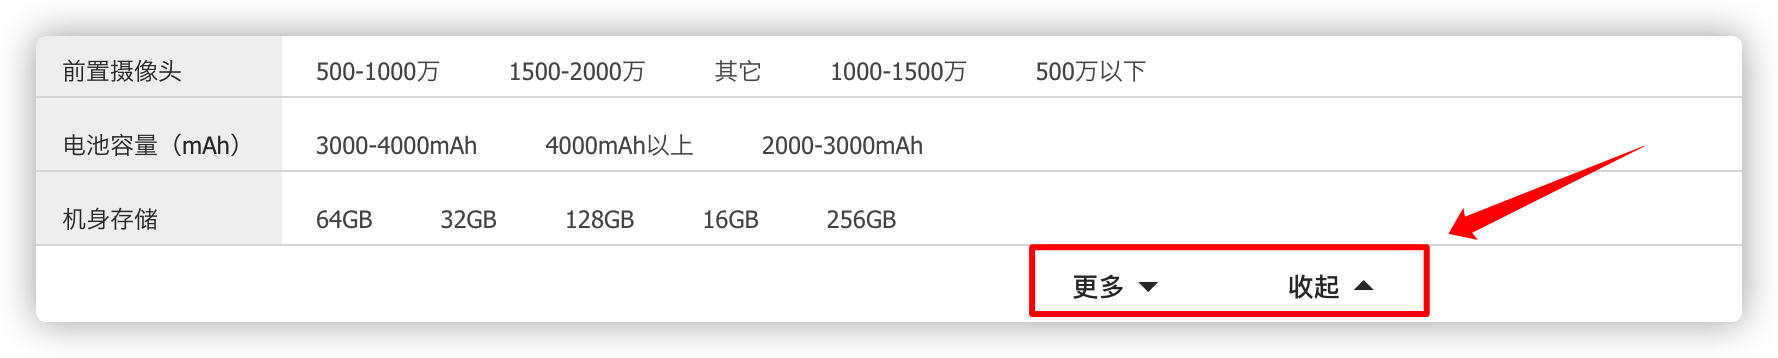 前置摄像头 500-1000万 1500-2000万 其它 1000-1500万 500万以下
电池容量（mAh） 3000-4000mAh 4000mAh以上 2000-3000mAh
机身存储 64GB 32GB 128GB 16GB 256GB
更多 收起